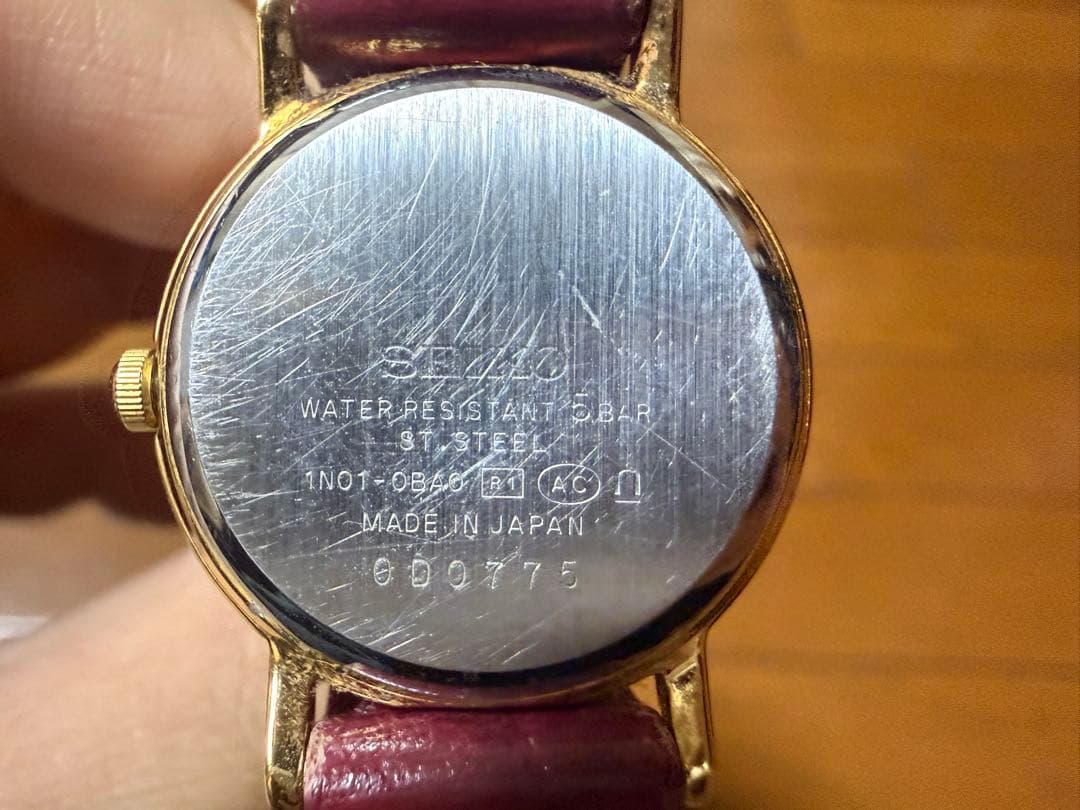 SEIKO
WATER RESISTANT 5 BAR
ST. STEEL
1N01-0BA0 R1 AC
MADE IN JAPAN
0D0775